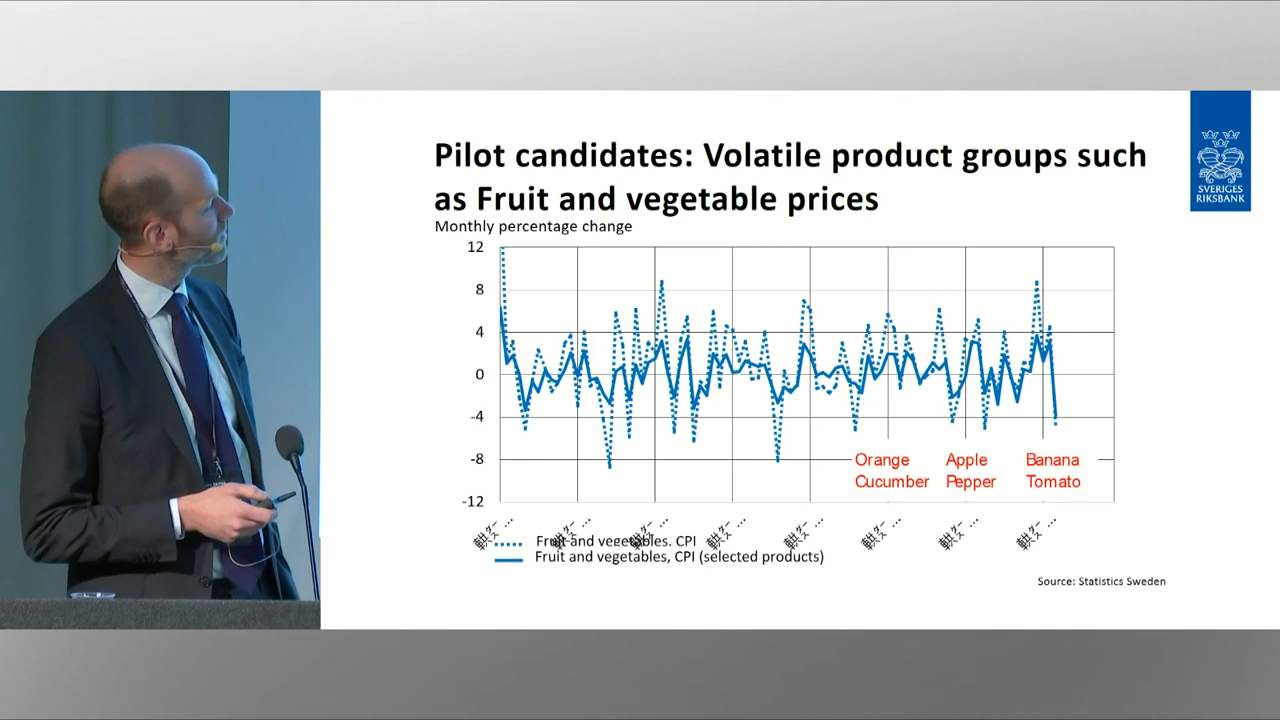 Pilot candidates: Volatile product groups such
as Fruit and vegetable prices
Monthly percentage change
SVERIGES
RIKSBANK
12
8
4
0
-4
-8
-12
Orange Apple Banana
Cucumber Pepper Tomato
Fruit and vegetables. CPI
Fruit and vegetables, CPI (selected products)
Source: Statistics Sweden